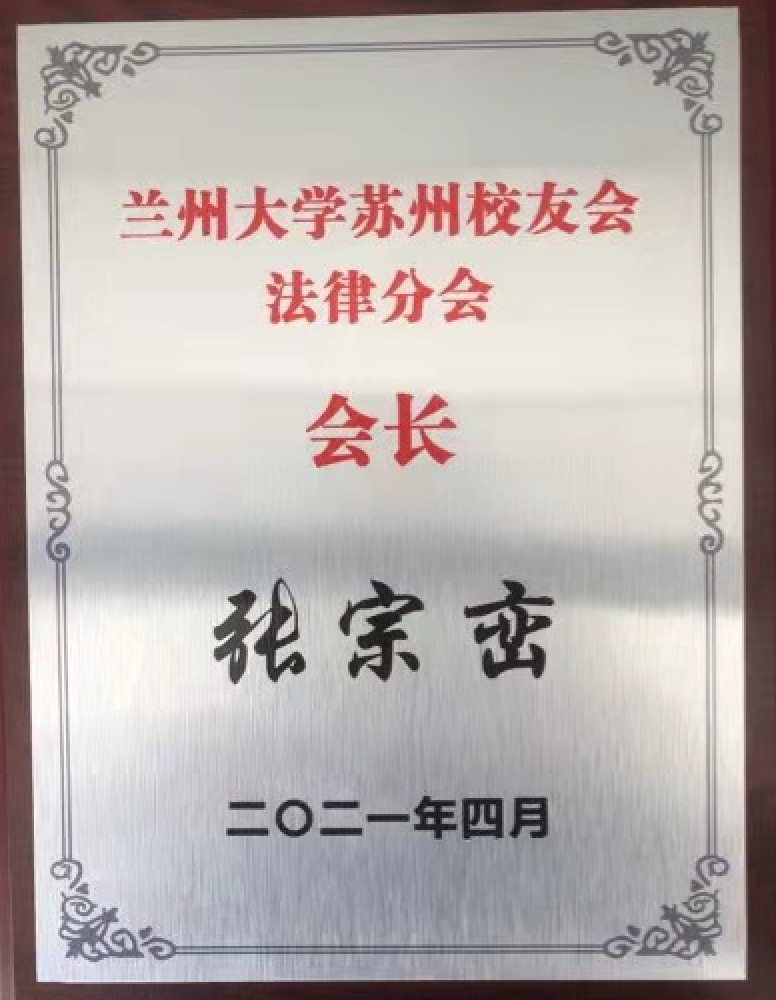 兰州大学苏州校友会
法律分会
会长
张宗峦
二〇二一年四月